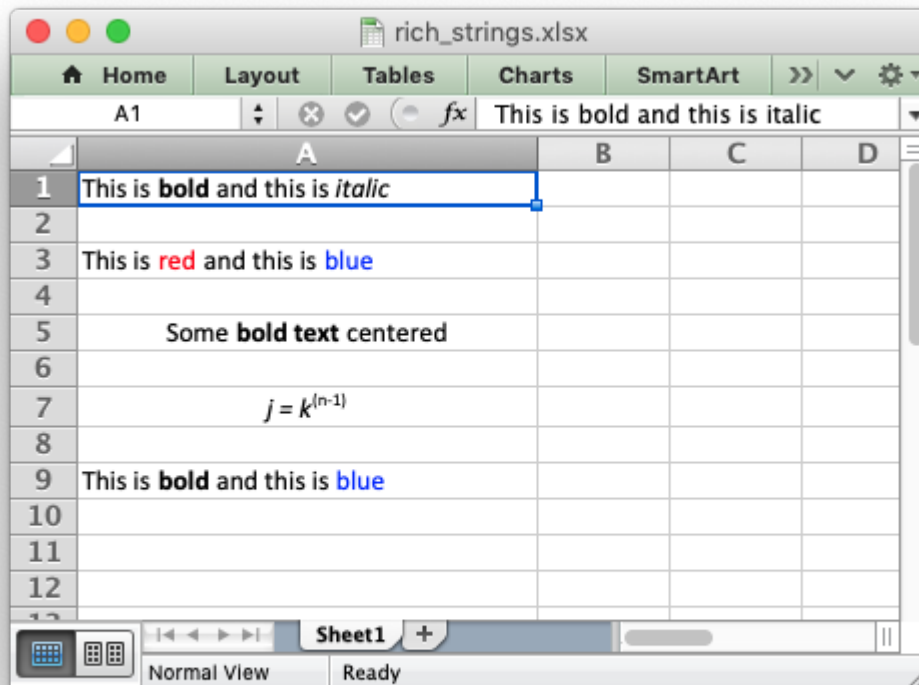 rich_strings.xlsx
Home Layout Tables Charts SmartArt
A1 fx This is bold and this is italic
A B C D
1 This is bold and this is italic
2
3 This is red and this is blue
4
5 Some bold text centered
6
7 j = k(n-1)
8
9 This is bold and this is blue
10
11
12
13
Sheet1
Normal View Ready